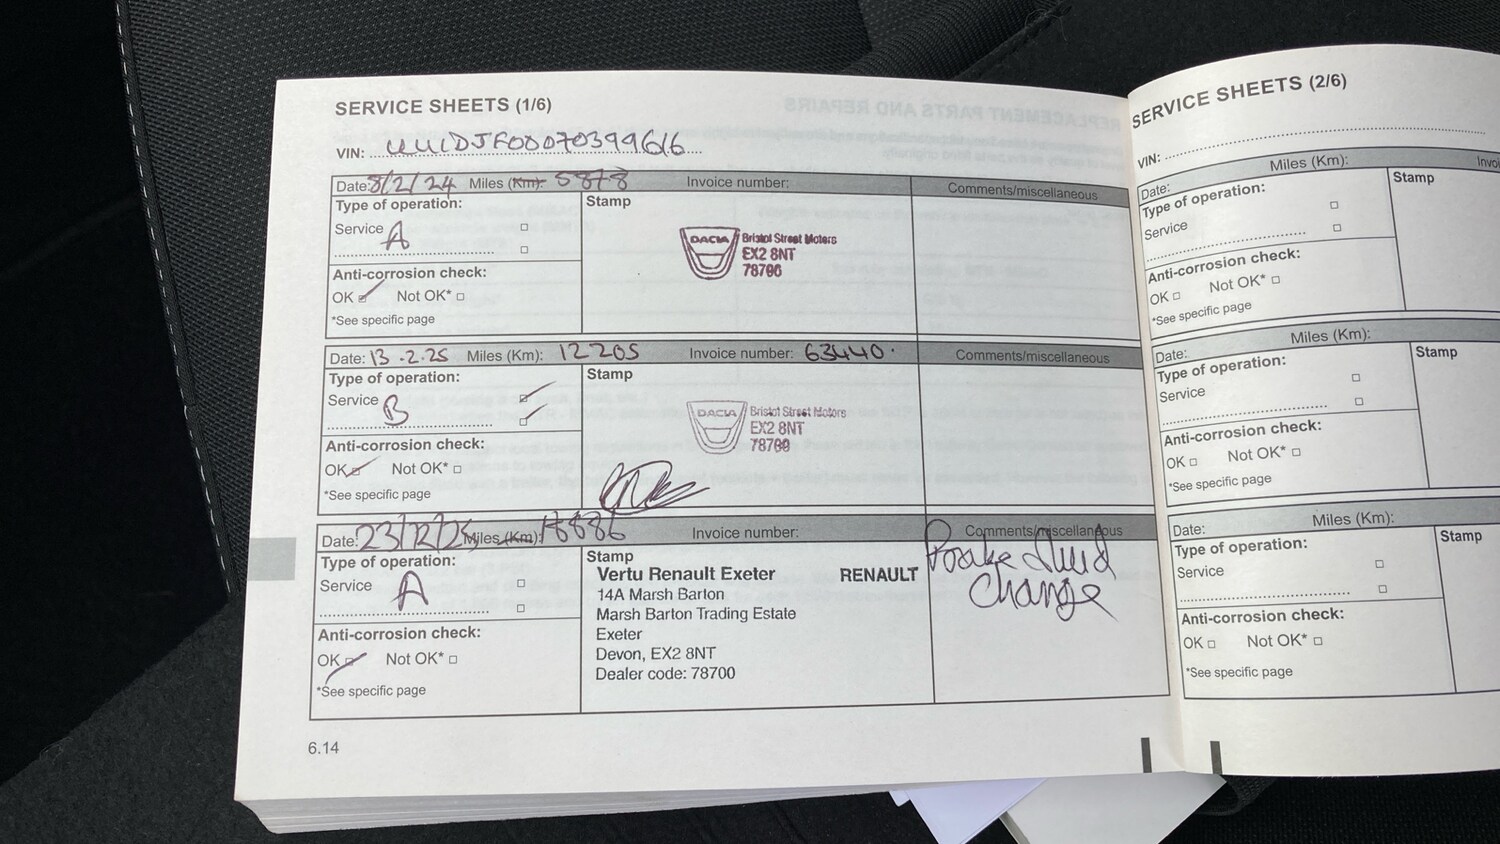 SERVICE SHEETS (1/6)
VIN: UU1DJF00070399616
Date: 8/2/24 Miles (Km): 5878 Invoice number: Comments/miscellaneous
Type of operation:
Service A
Anti-corrosion check:
OK Not OK*
*See specific page
Stamp
DACIA
Bristol Street Motors
EX2 8NT
78700
Date: 13.2.25 Miles (Km): 12205 Invoice number: 63440. Comments/miscellaneous
Type of operation:
Service B
Anti-corrosion check:
OK Not OK*
*See specific page
Stamp
DACIA
Bristol Street Motors
EX2 8NT
78700
Date: 23/12/25 Miles (Km): 18886 Invoice number: Comments/miscellaneous
Type of operation:
Service A
Anti-corrosion check:
OK Not OK*
*See specific page
Stamp
Vertu Renault Exeter RENAULT
14A Marsh Barton
Marsh Barton Trading Estate
Exeter
Devon, EX2 8NT
Dealer code: 78700
Brake fluid
Change
6.14
SERVICE SHEETS (2/6)
VIN:
Date: Miles (Km):
Type of operation:
Service
Anti-corrosion check:
OK Not OK*
*See specific page
Stamp
Date: Miles (Km):
Type of operation:
Service
Anti-corrosion check:
OK Not OK*
*See specific page
Stamp
Date: Miles (Km):
Type of operation:
Service
Anti-corrosion check:
OK Not OK*
*See specific page
Stamp